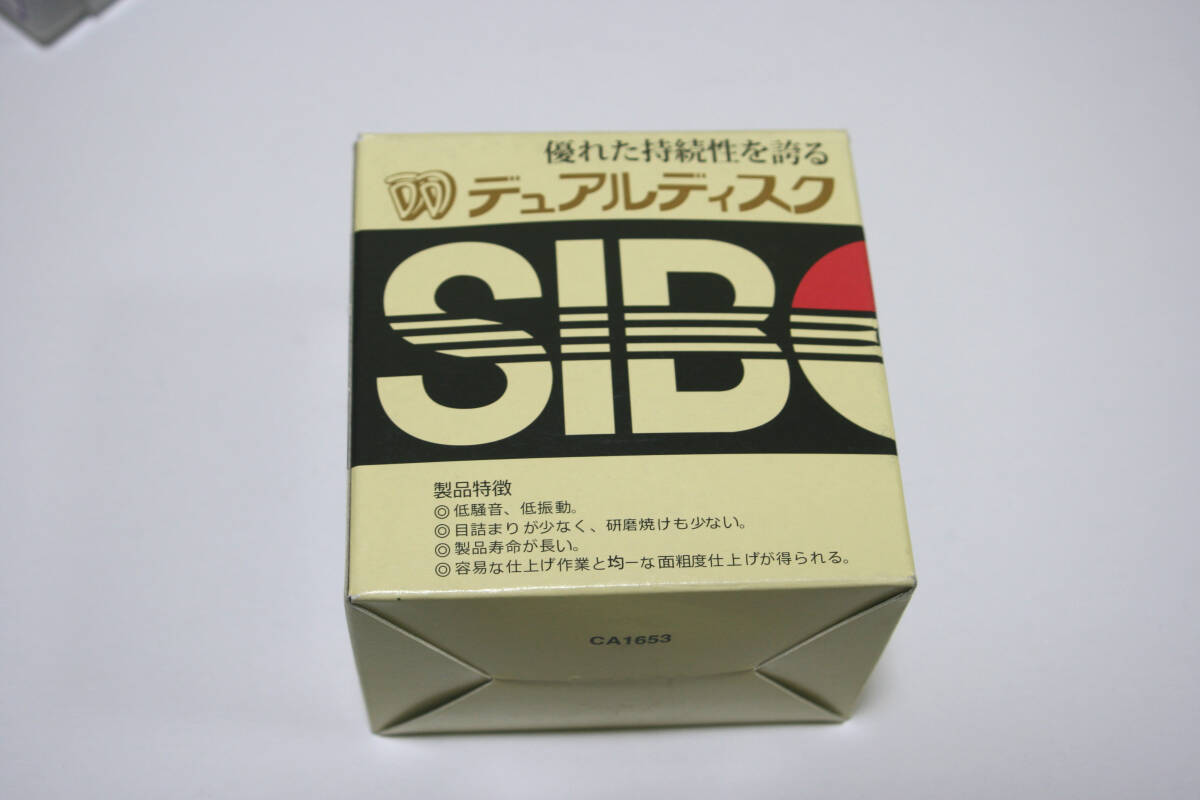 優れた持続性を誇る
DD デュアルディスク
SIB
製品特徴
◎低騒音、低振動。
◎目詰まりが少なく、研磨焼けも少ない。
◎製品寿命が長い。
◎容易な仕上げ作業と均一な面粗度仕上げが得られる。
CA1653